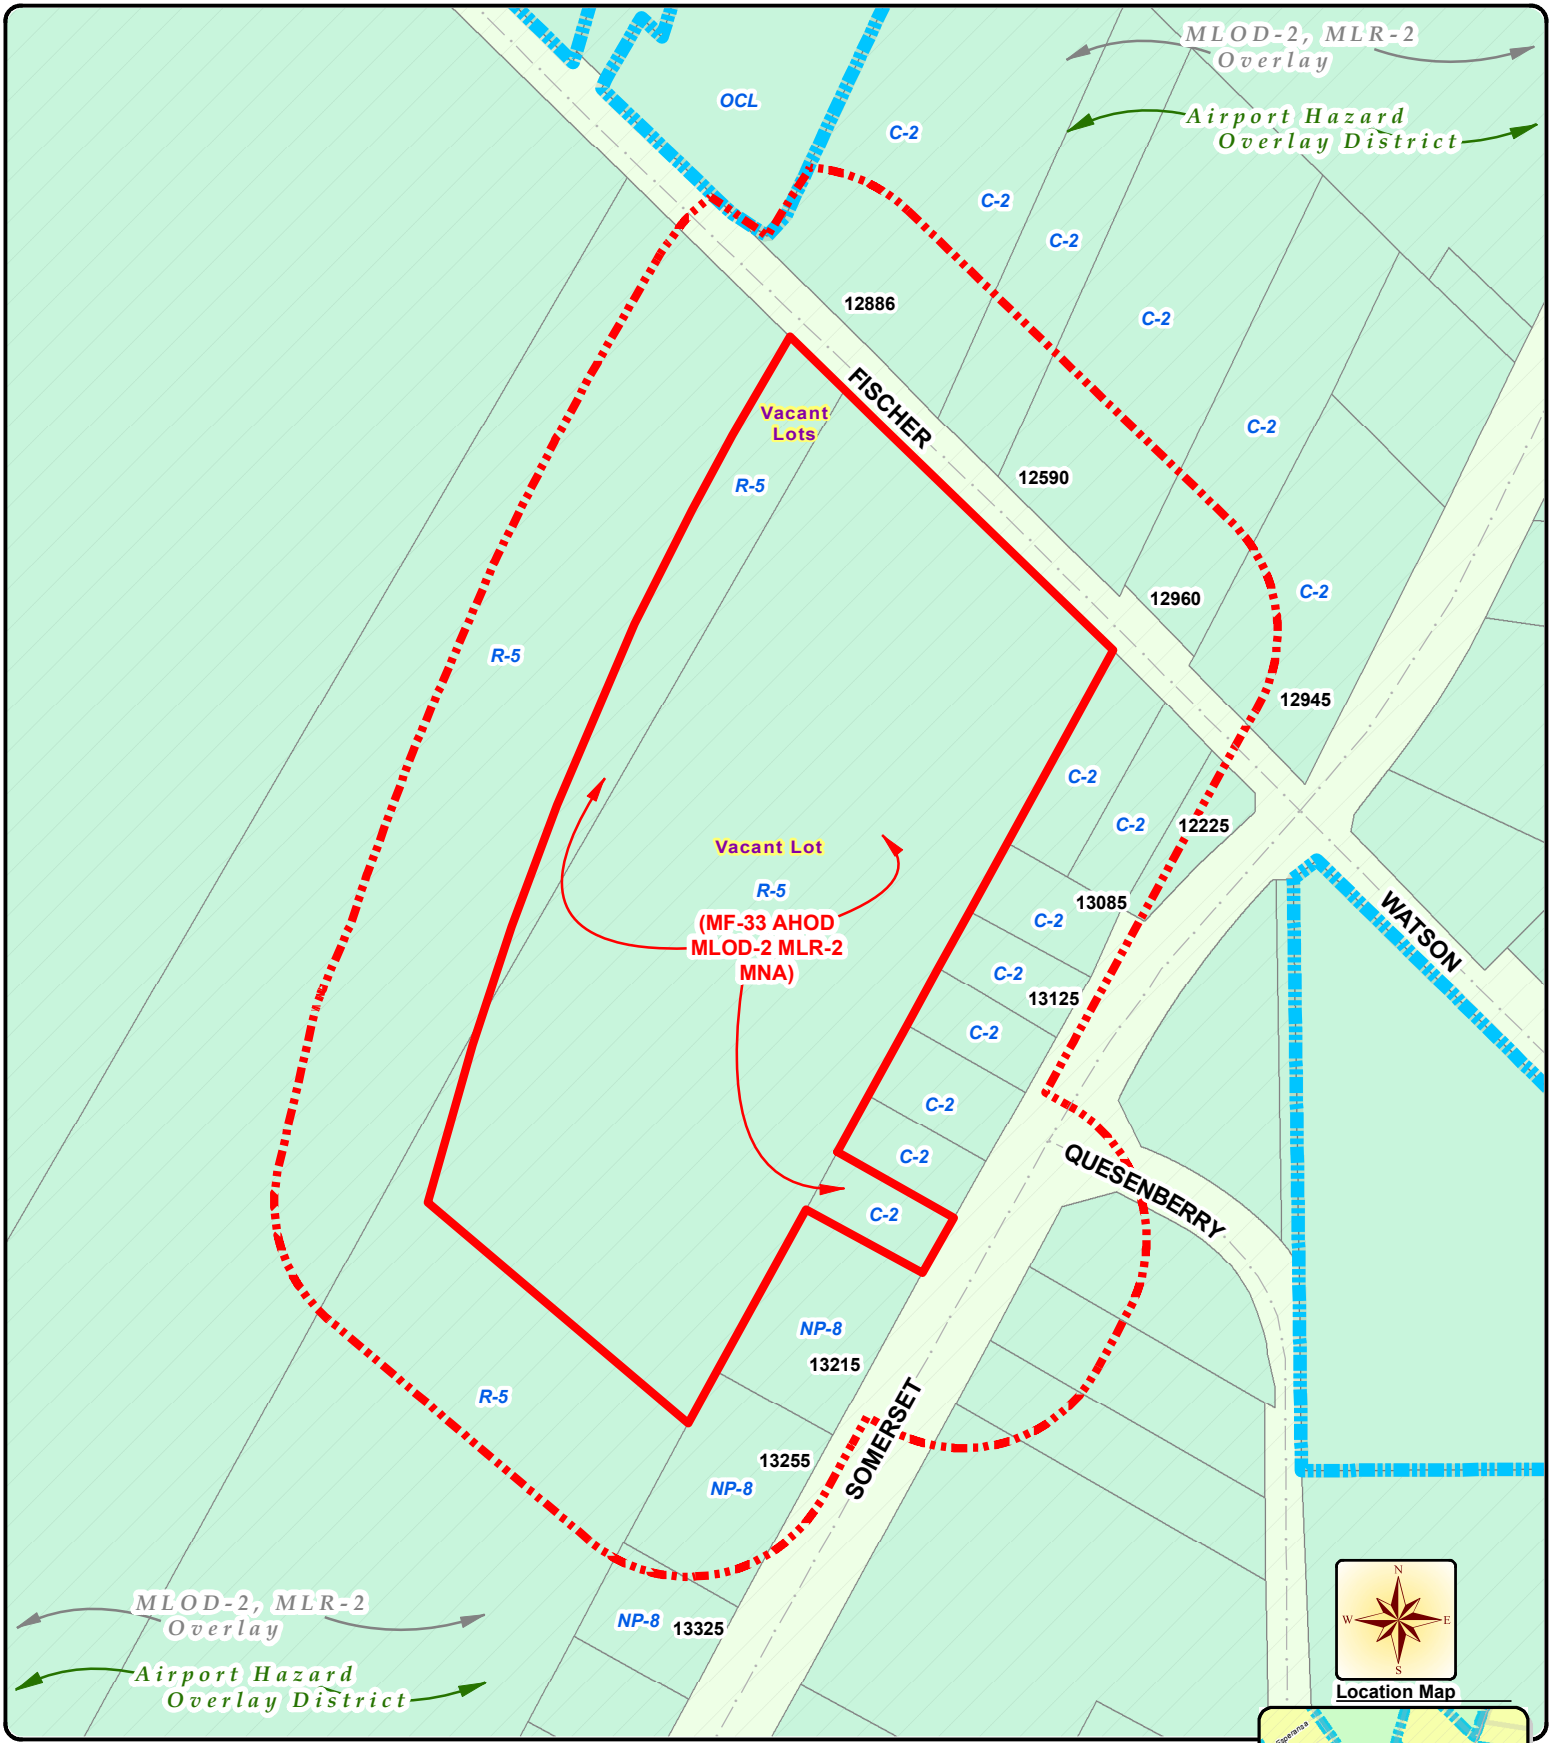 MLOD-2, MLR-2
Overlay
OCL
Airport Hazard
Overlay District
C-2
C-2
C-2
12886
C-2
FISCHER
Vacant
Lots
C-2
12590
R-5
C-2
12960
R-5
12945
C-2
C-2
12225
Vacant Lot
R-5
13085
C-2
(MF-33 AHOD
MLOD-2 MLR-2
MNA)
WATSON
C-2
13125
C-2
C-2
C-2
QUESENBERRY
C-2
NP-8
13215
R-5
SOMERSET
13255
NP-8
MLOD-2, MLR-2
Overlay
NP-8
13325
Airport Hazard
Overlay District
N
W
E
S
Location Map
Esperansa